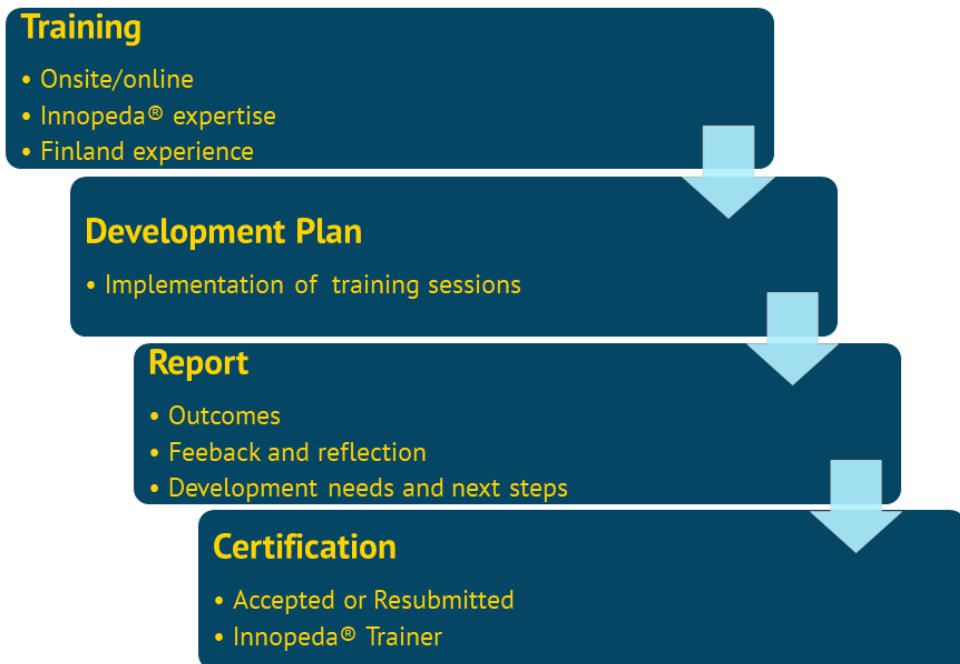 Training
• Onsite/online
• Innopeda® expertise
• Finland experience
Development Plan
• Implementation of training sessions
Report
• Outcomes
• Feeback and reflection
• Development needs and next steps
Certification
• Accepted or Resubmitted
• Innopeda® Trainer